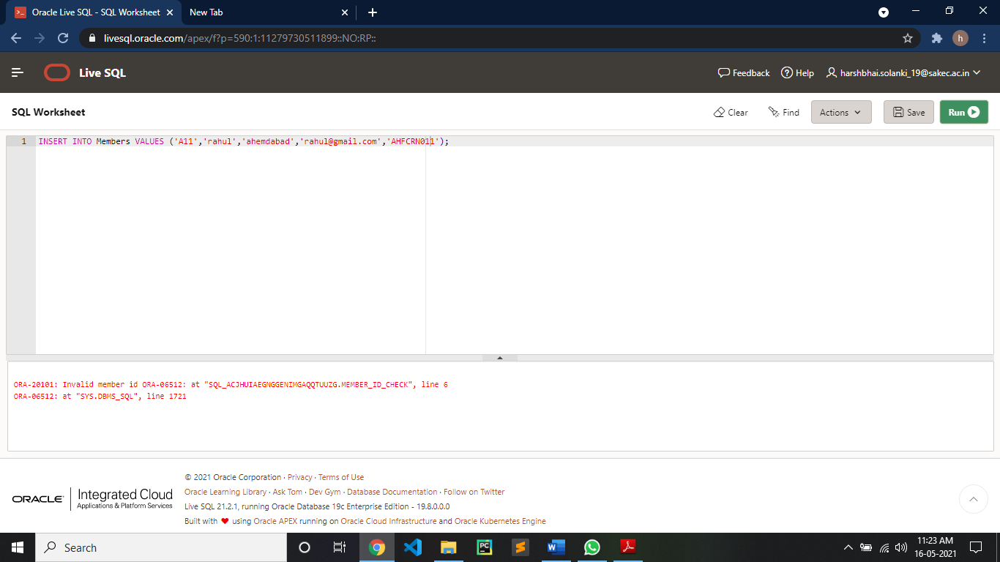 Oracle Live SQL - SQL Worksheet
New Tab
livesql.oracle.com/apex/f?p=590:1:11279730511899::NO:RP::
h
Live SQL
Feedback
Help
harshbhai.solanki_19@sakec.ac.in
SQL Worksheet
Clear
Find
Actions
Save
Run
1 INSERT INTO Members VALUES ('A11','rahul','ahemdabad','rahul@gmail.com','AHFCRN011');
ORA-20101: Invalid member id ORA-06512: at "SQL_ACJHUIAEGNGGENIMGAQQTUUZG.MEMBER_ID_CHECK", line 6
ORA-06512: at "SYS.DBMS_SQL", line 1721
ORACLE
Integrated Cloud
Applications & Platform Services
© 2021 Oracle Corporation · Privacy · Terms of Use
Oracle Learning Library · Ask Tom · Dev Gym · Database Documentation · Follow on Twitter
Live SQL 21.2.1, running Oracle Database 19c Enterprise Edition - 19.8.0.0.0
Built with ❤ using Oracle APEX running on Oracle Cloud Infrastructure and Oracle Kubernetes Engine
Search
PC
W
11:23 AM
16-05-2021